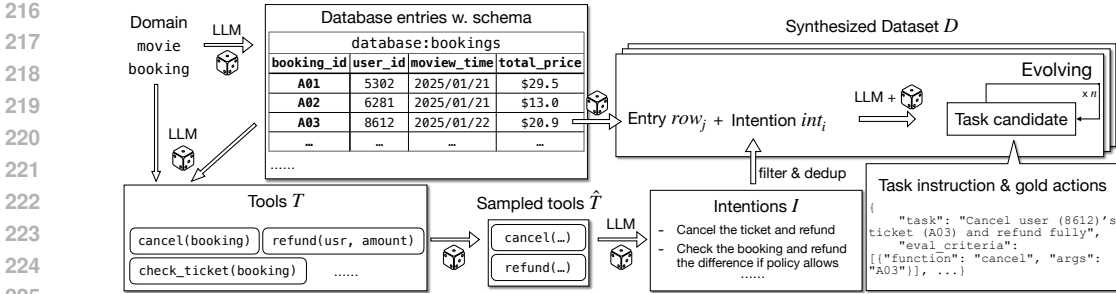 216
217
218
219
220
221
222
223
224
Domain
movie
booking
LLM
Database entries w. schema
database:bookings
booking_id user_id moview_time total_price
A01 5302 2025/01/21 $29.5
A02 6281 2025/01/21 $13.0
A03 8612 2025/01/22 $20.9
… … … …
......
LLM
Synthesized Dataset D
Evolving
x n
Entry row_j + Intention int_i
LLM +
Task candidate
filter & dedup
Tools T
cancel(booking) refund(usr, amount)
check_ticket(booking) ......
Sampled tools T̂
cancel(…)
refund(…)
LLM
Intentions I
- Cancel the ticket and refund
- Check the booking and refund
the difference if policy allows
......
Task instruction & gold actions
{
"task": "Cancel user (8612)'s
ticket (A03) and refund fully",
"eval_criteria":
[{"function": "cancel", "args":
"A03"}], ...}